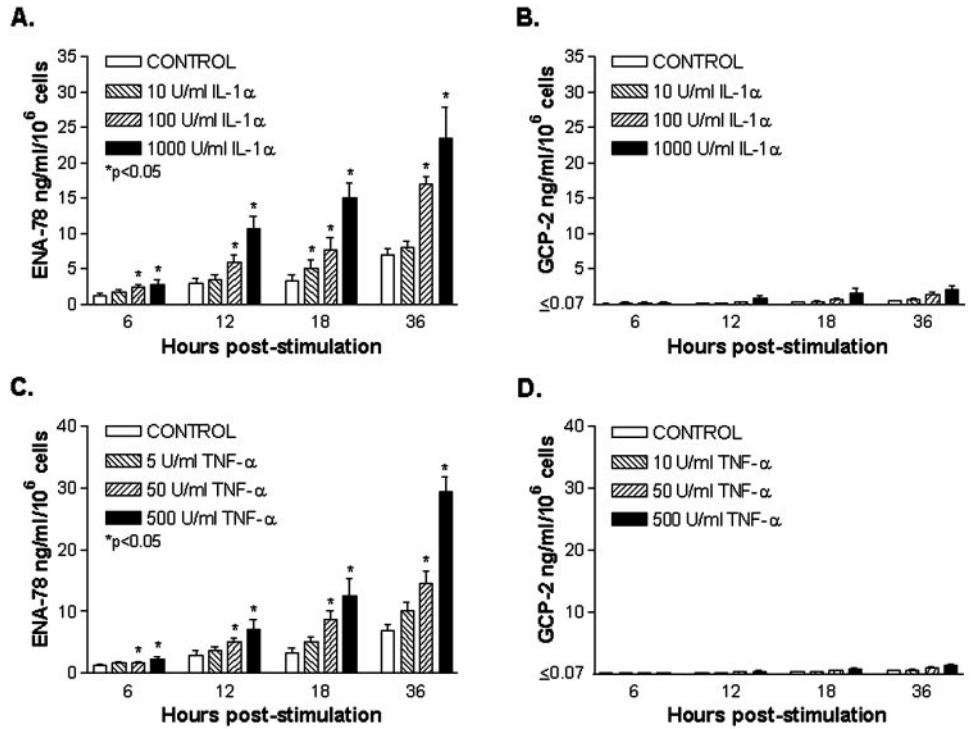 A.
ENA-78 ng/ml/10⁶ cells
35
30
25
20
15
10
5
0
CONTROL
10 U/ml IL-1α
100 U/ml IL-1α
1000 U/ml IL-1α
*p<0.05
* *
* *
* * *
* *
6 12 18 36
Hours post-stimulation
B.
GCP-2 ng/ml/10⁶ cells
35
30
25
20
15
10
5
≤0.07
CONTROL
10 U/ml IL-1α
100 U/ml IL-1α
1000 U/ml IL-1α
6 12 18 36
Hours post-stimulation
C.
ENA-78 ng/ml/10⁶ cells
40
30
20
10
0
CONTROL
5 U/ml TNF-α
50 U/ml TNF-α
500 U/ml TNF-α
*p<0.05
* *
* *
* *
* *
6 12 18 36
Hours post-stimulation
D.
GCP-2 ng/ml/10⁶ cells
40
30
20
10
≤0.07
CONTROL
10 U/ml TNF-α
50 U/ml TNF-α
500 U/ml TNF-α
6 12 18 36
Hours post-stimulation